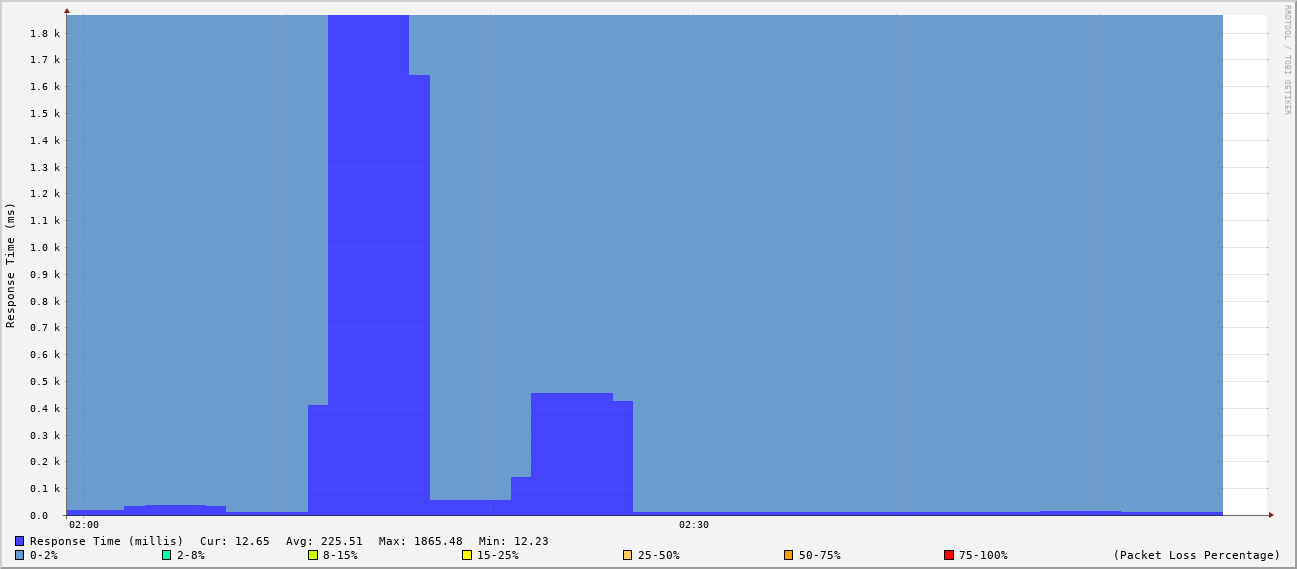 RRDTOOL / TOBI OETIKER
Response Time (ms)
1.8 k
1.7 k
1.6 k
1.5 k
1.4 k
1.3 k
1.2 k
1.1 k
1.0 k
0.9 k
0.8 k
0.7 k
0.6 k
0.5 k
0.4 k
0.3 k
0.2 k
0.1 k
0.0
02:00 02:30
Response Time (millis) Cur: 12.65 Avg: 225.51 Max: 1865.48 Min: 12.23
0-2% 2-8% 8-15% 15-25% 25-50% 50-75% 75-100% (Packet Loss Percentage)